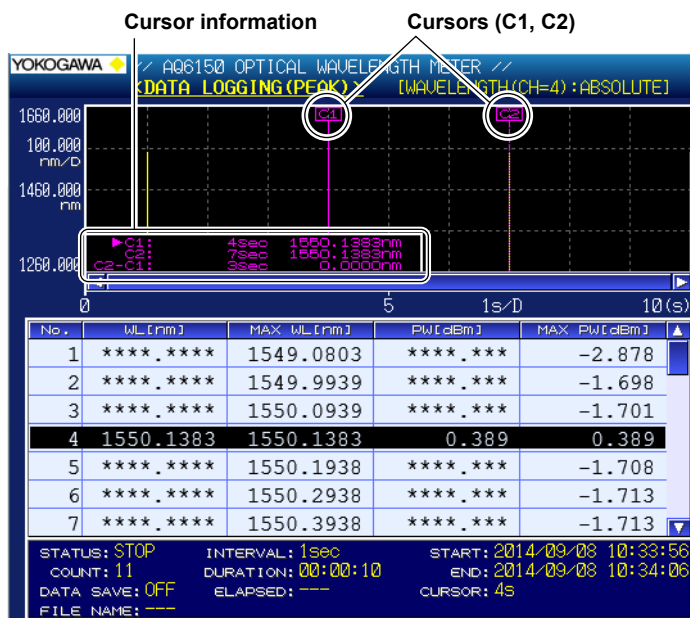 Cursor information Cursors (C1, C2)
YOKOGAWA // AQ6150 OPTICAL WAVELENGTH METER //
<DATA LOGGING(PEAK)> [WAVELENGTH(CH=4):ABSOLUTE]
1660.000 C1 C2
100.000
nm/D
1460.000
nm
▶C1: 4sec 1550.1383nm
C2: 7sec 1550.1383nm
1260.000 C2-C1: 3sec 0.0000nm
0 5 1s/D 10(s)
No. WL[nm] MAX WL[nm] PW[dBm] MAX PW[dBm]
1 ****.**** 1549.0803 ****.*** -2.878
2 ****.**** 1549.9939 ****.*** -1.698
3 ****.**** 1550.0939 ****.*** -1.701
4 1550.1383 1550.1383 0.389 0.389
5 ****.**** 1550.1938 ****.*** -1.708
6 ****.**** 1550.2938 ****.*** -1.713
7 ****.**** 1550.3938 ****.*** -1.713
STATUS: STOP INTERVAL: 1sec START: 2014/09/08 10:33:56
COUNT: 11 DURATION: 00:00:10 END: 2014/09/08 10:34:06
DATA SAVE: OFF ELAPSED: --- CURSOR: 4S
FILE NAME: ---